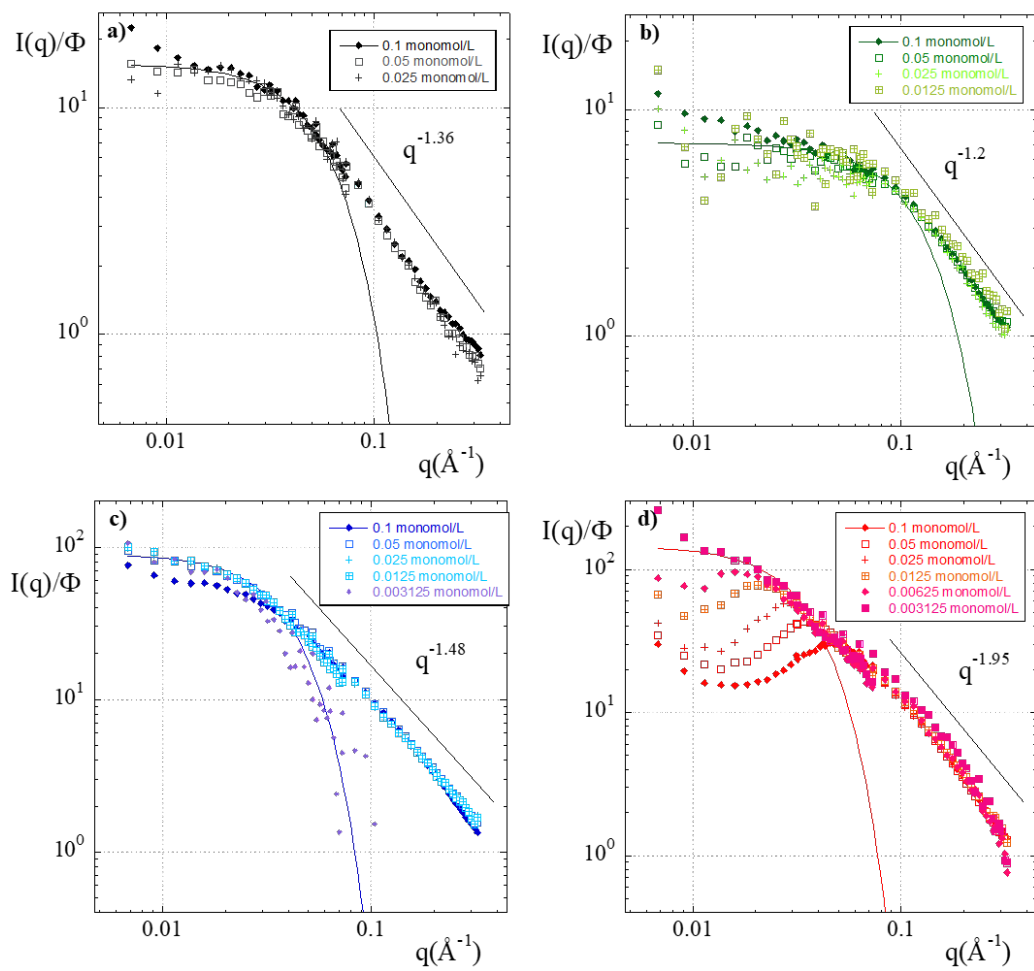 a)
I(q)/Φ
0.1 monomol/L
0.05 monomol/L
0.025 monomol/L
q-1.36
10¹
10⁰
0.01
0.1
q(Å-1)
b)
I(q)/Φ
0.1 monomol/L
0.05 monomol/L
0.025 monomol/L
0.0125 monomol/L
q-1.2
10¹
10⁰
0.01
0.1
q(Å-1)
c)
I(q)/Φ
0.1 monomol/L
0.05 monomol/L
0.025 monomol/L
0.0125 monomol/L
0.003125 monomol/L
q-1.48
10²
10¹
10⁰
0.01
0.1
q(Å-1)
d)
I(q)/Φ
0.1 monomol/L
0.05 monomol/L
0.025 monomol/L
0.0125 monomol/L
0.00625 monomol/L
0.003125 monomol/L
q-1.95
10²
10¹
10⁰
0.01
0.1
q(Å-1)